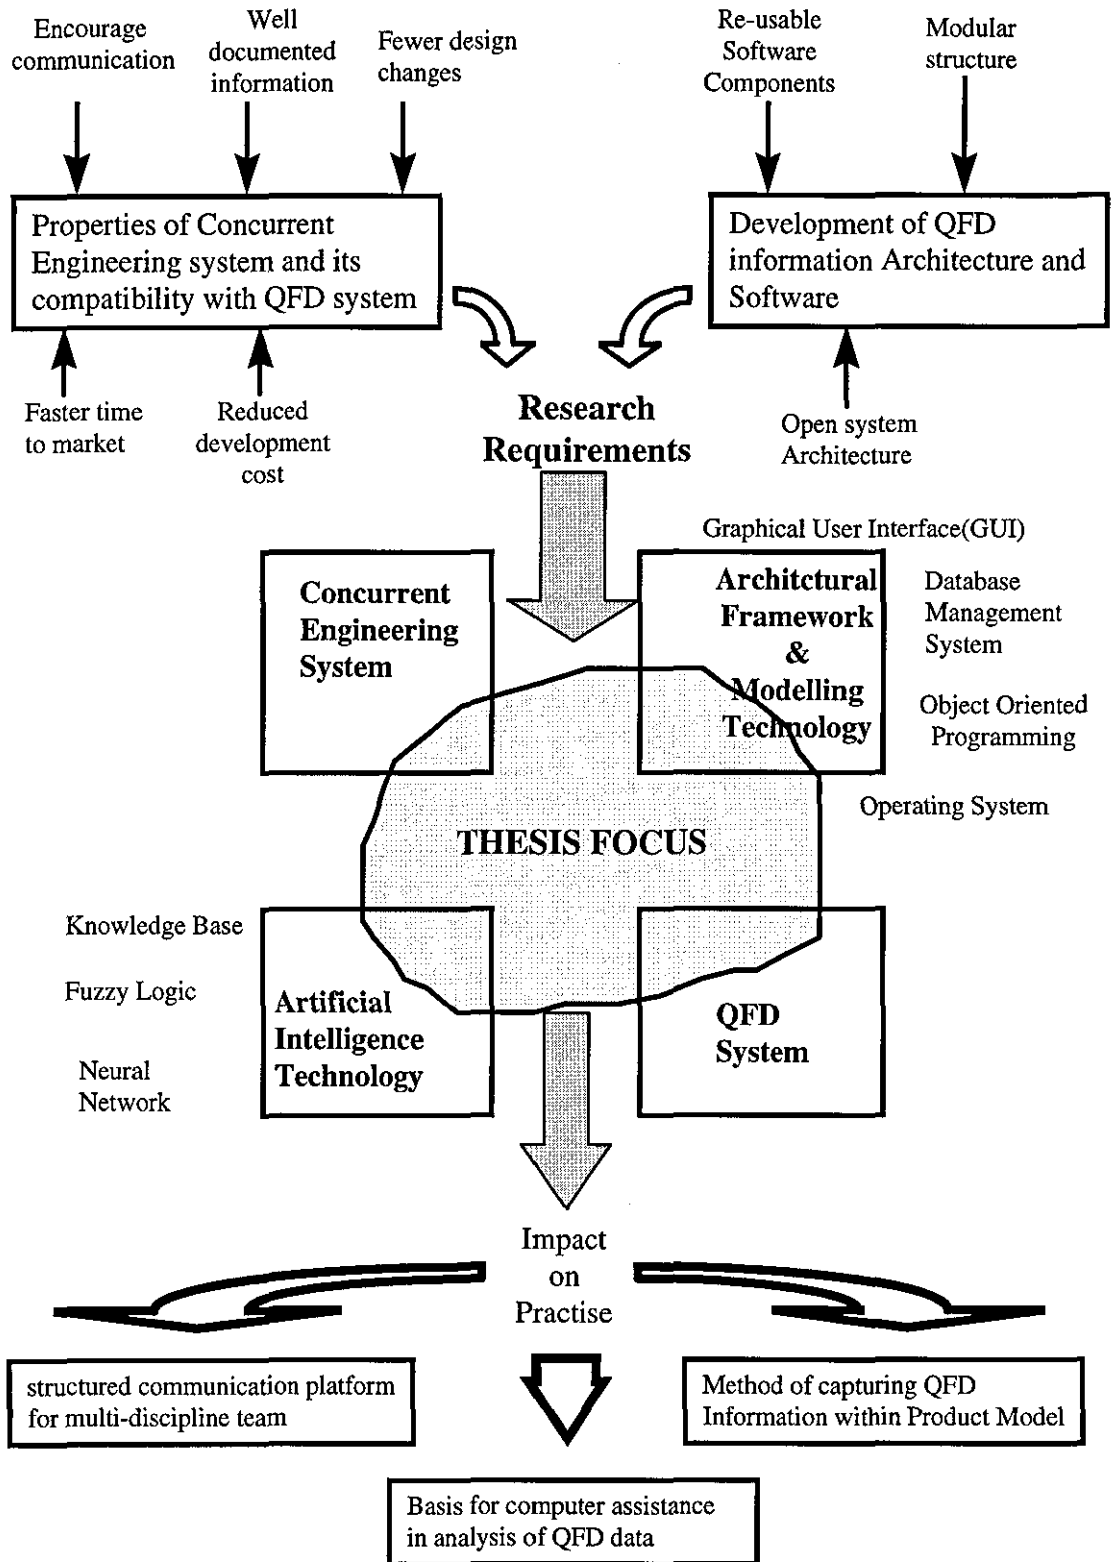 Encourage
communication
Well
documented
information
Fewer design
changes
Re-usable
Software
Components
Modular
structure
Properties of Concurrent
Engineering system and its
compatibility with QFD system
Development of QFD
information Architecture and
Software
Faster time
to market
Reduced
development
cost
Open system
Architecture
Research
Requirements
Graphical User Interface(GUI)
Concurrent
Engineering
System
Architctural
Framework
&
Modelling
Technology
Database
Management
System
Object Oriented
Programming
Operating System
THESIS FOCUS
Knowledge Base
Fuzzy Logic
Neural
Network
Artificial
Intelligence
Technology
QFD
System
Impact
on
Practise
structured communication platform
for multi-discipline team
Method of capturing QFD
Information within Product Model
Basis for computer assistance
in analysis of QFD data